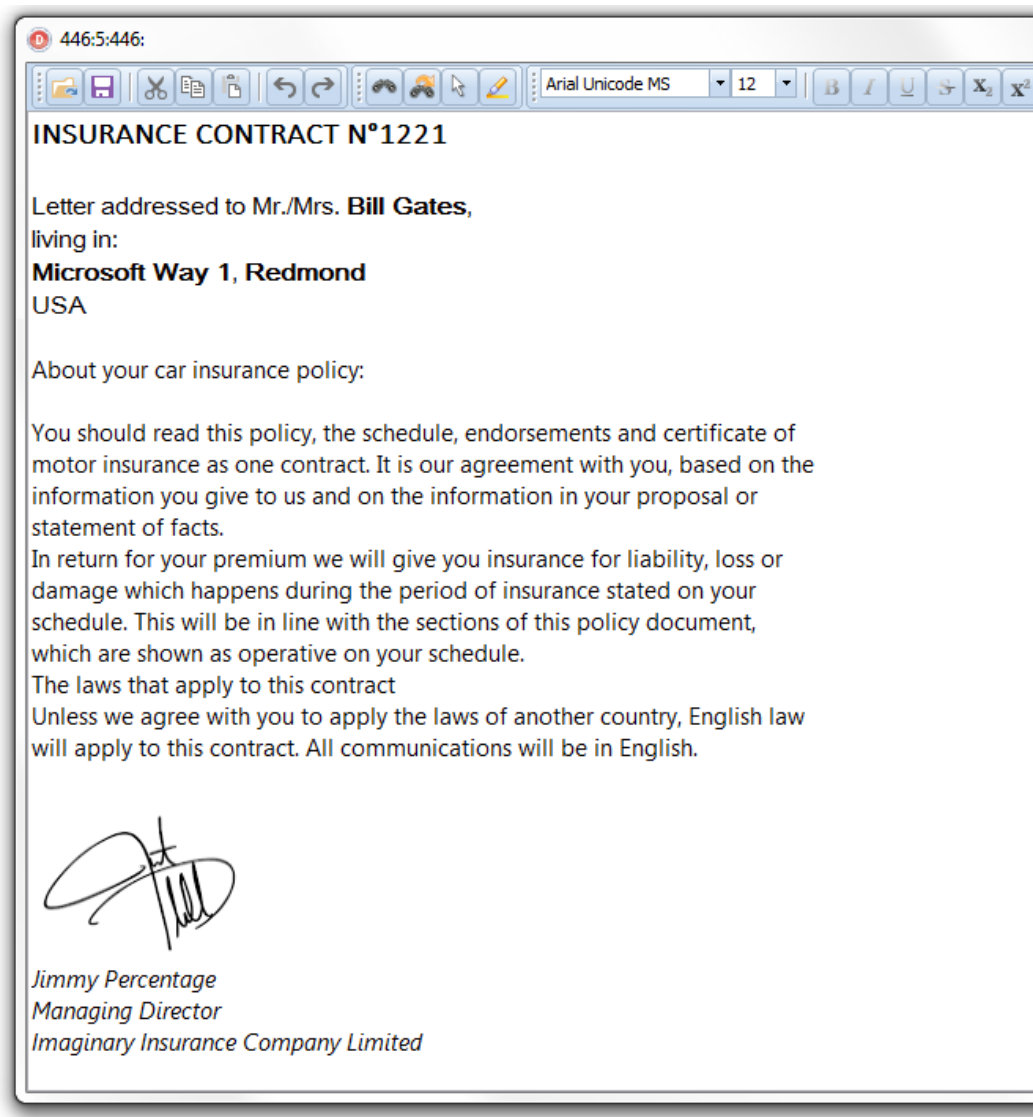 446:5:446:
Arial Unicode MS 12 B I U S X₂ X²
INSURANCE CONTRACT N°1221
Letter addressed to Mr./Mrs. Bill Gates,
living in:
Microsoft Way 1, Redmond
USA
About your car insurance policy:
You should read this policy, the schedule, endorsements and certificate of
motor insurance as one contract. It is our agreement with you, based on the
information you give to us and on the information in your proposal or
statement of facts.
In return for your premium we will give you insurance for liability, loss or
damage which happens during the period of insurance stated on your
schedule. This will be in line with the sections of this policy document,
which are shown as operative on your schedule.
The laws that apply to this contract
Unless we agree with you to apply the laws of another country, English law
will apply to this contract. All communications will be in English.
Jimmy Percentage
Managing Director
Imaginary Insurance Company Limited